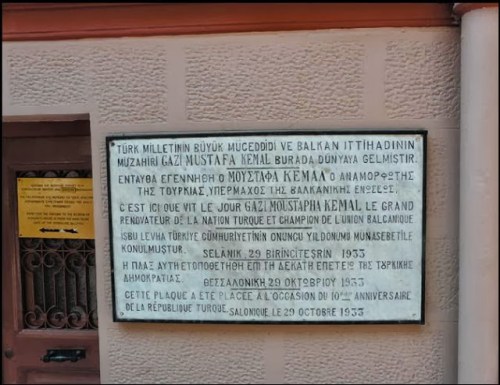 TÜRK MİLLETİNİN BÜYÜK MÜCEDDİDİ VE BALKAN İTTİHADININ
MÜZAHİRİ GAZİ MUSTAFA KEMAL BURADA DÜNYAYA GELMİŞTİR.
ΕΝΤΑΥΘΑ ΕΓΕΝΝΗΘΗ Ο ΜΟΥΣΤΑΦΑ ΚΕΜΑΛ Ο ΑΝΑΜΟΡΦΩΤΗΣ
ΤΗΣ ΤΟΥΡΚΙΑΣ, ΥΠΕΡΜΑΧΟΣ ΤΗΣ ΒΑΛΚΑΝΙΚΗΣ ΕΝΩΣΕΩΣ.
C'EST ICI QUE VIT LE JOUR GAZI MOUSTAPHA KEMAL LE GRAND
RENOVATEUR DE LA NATION TURQUE ET CHAMPION DE L'UNION BALCANIQUE
İŞBU LEVHA TÜRKİYE CÜMHURİYETİNİN ONUNCU YILDÖNÜMÜ MÜNASEBETİLE
KONULMUŞTUR. SELANİK 29 BİRİNCİTEŞRİN 1933
Η ΠΛΑΞ ΑΥΤΗ ΕΤΟΠΟΘΕΤΗΘΗ ΕΠΙ ΤΗ ΔΕΚΑΤΗ ΕΠΕΤΕΙΩ ΤΗΣ ΤΟΥΡΚΙΚΗΣ
ΔΗΜΟΚΡΑΤΙΑΣ. ΘΕΣΣΑΛΟΝΙΚΗ 29 ΟΚΤΩΒΡΙΟΥ 1933
CETTE PLAQUE A ÉTÉ PLACÉE A L'OCCASION DU 10ème ANNIVERSAIRE
DE LA RÉPUBLIQUE TURQUE SALONIQUE LE 29 OCTOBRE 1933